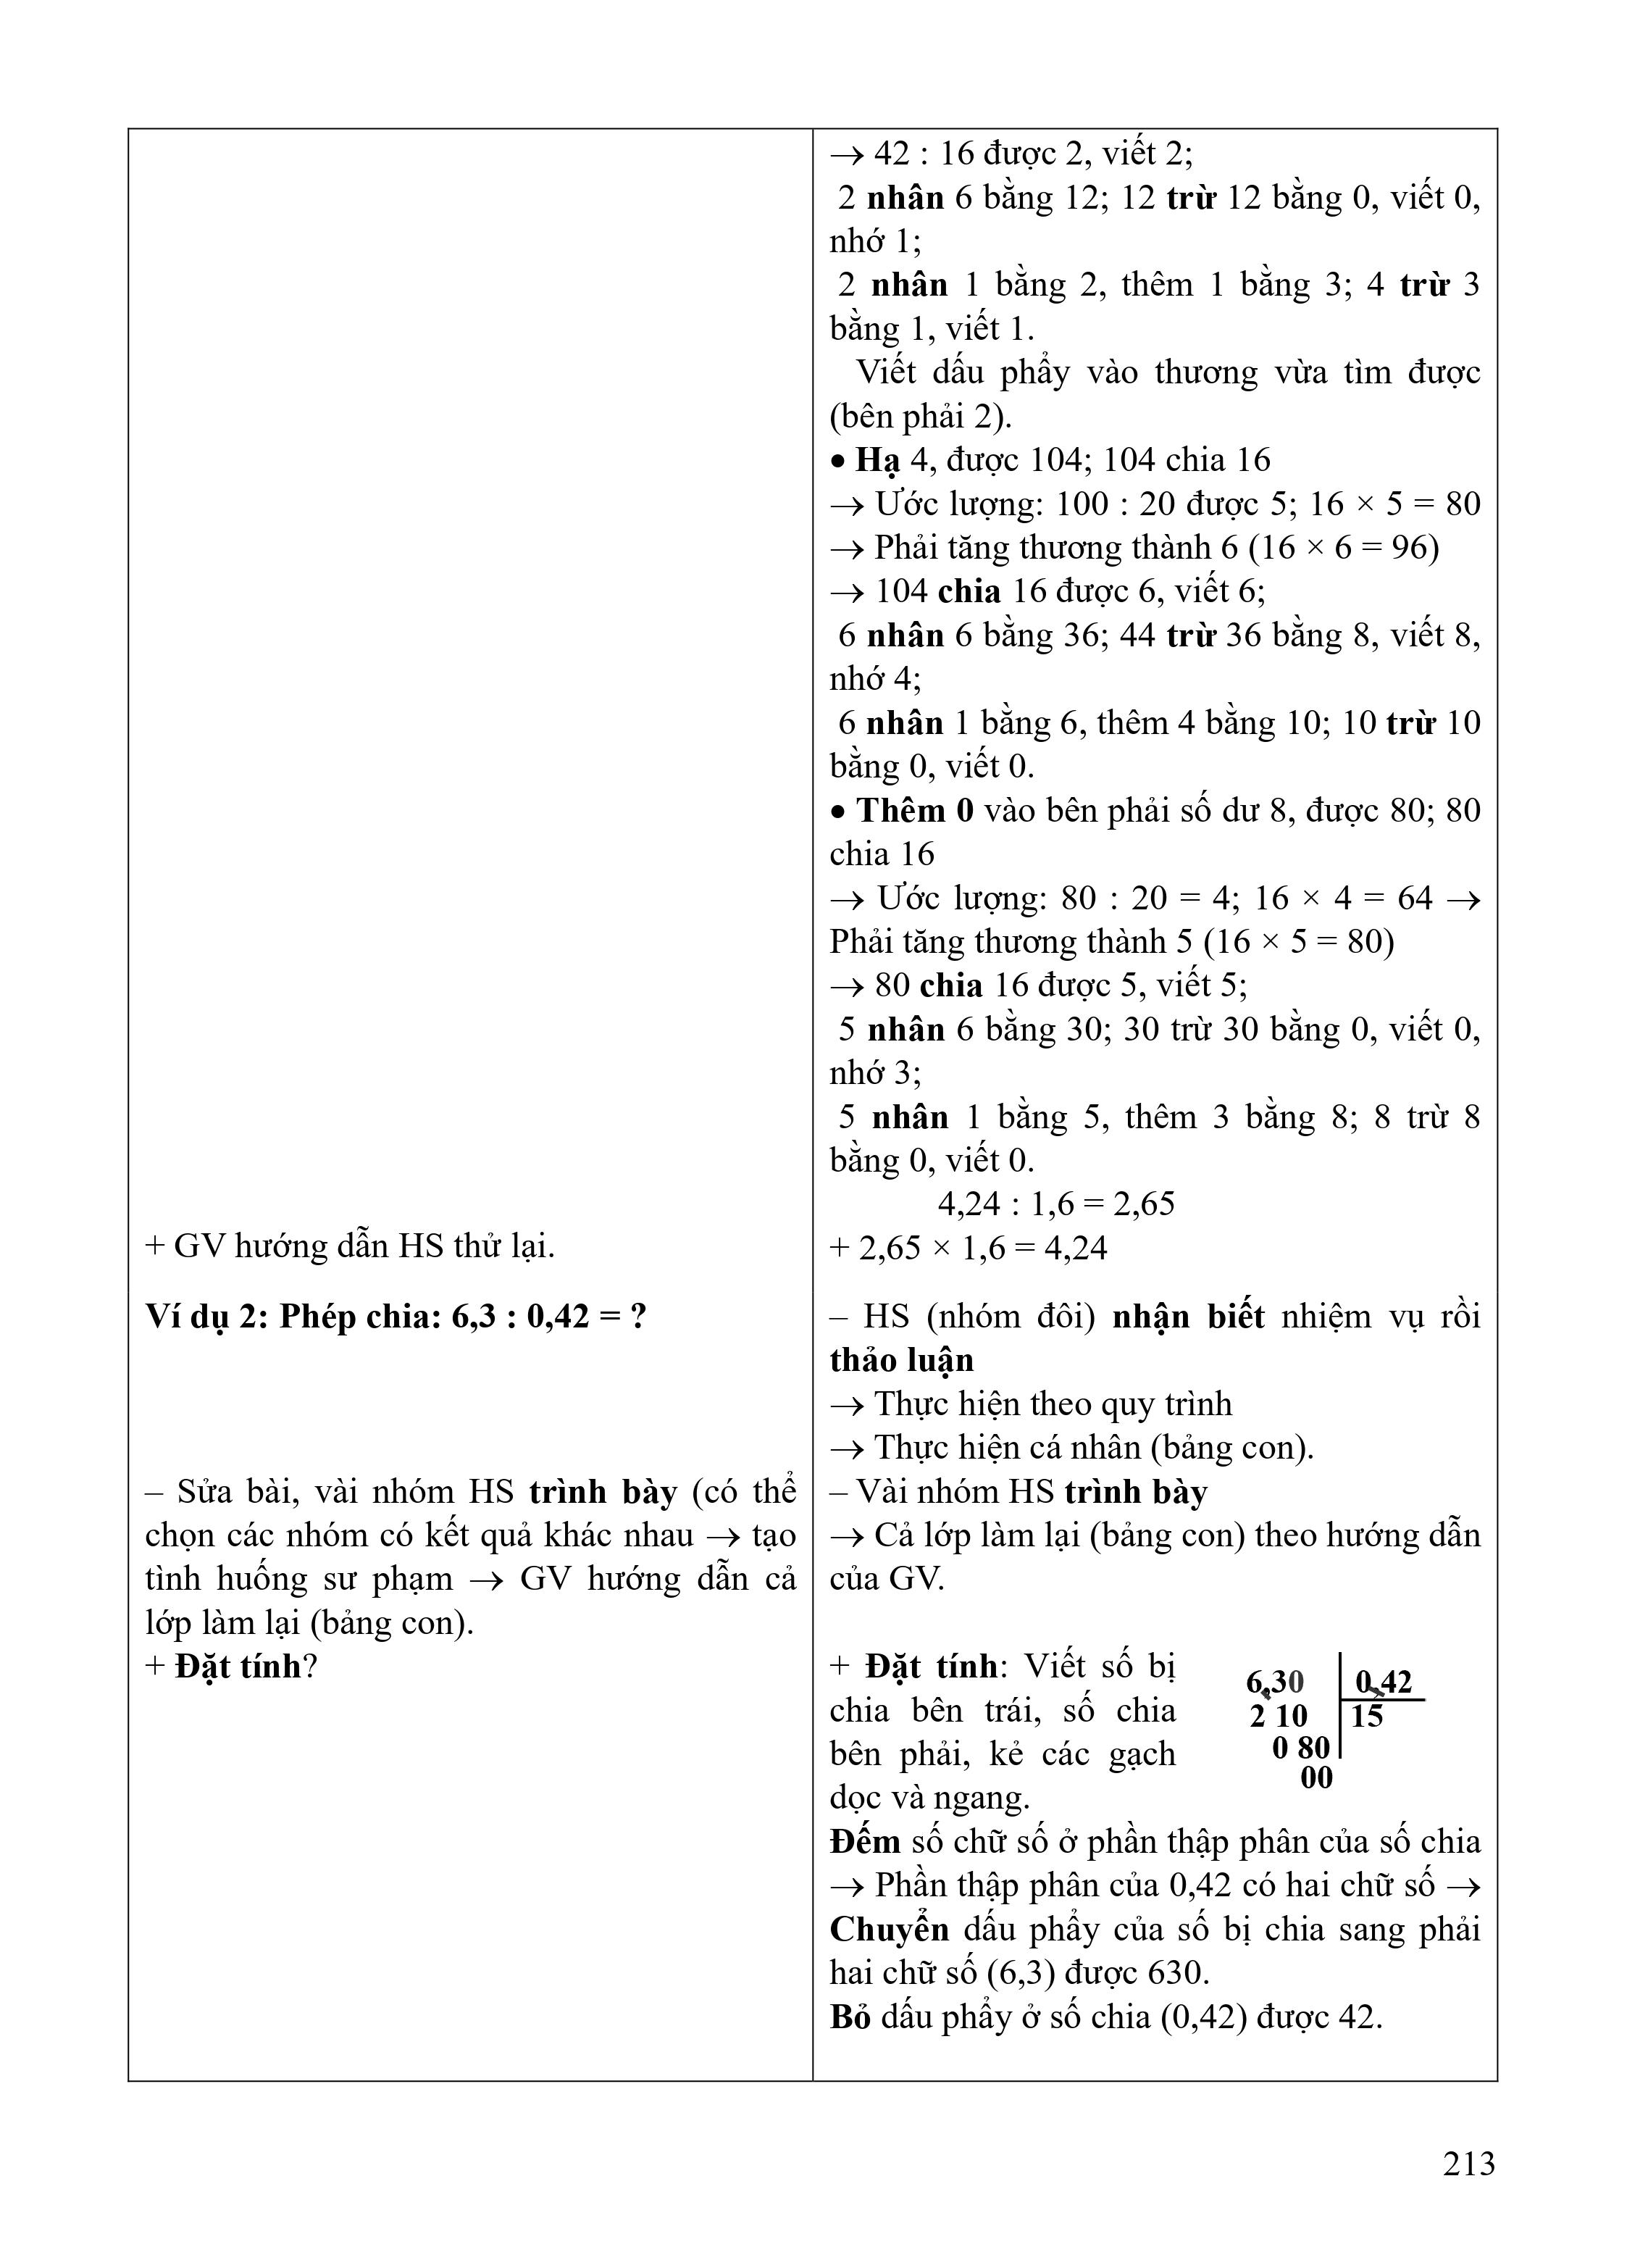 → 42 : 16 được 2, viết 2;
2 nhân 6 bằng 12; 12 trừ 12 bằng 0, viết 0,
nhớ 1;
2 nhân 1 bằng 2, thêm 1 bằng 3; 4 trừ 3
bằng 1, viết 1.
Viết dấu phẩy vào thương vừa tìm được
(bên phải 2).
• Hạ 4, được 104; 104 chia 16
→ Ước lượng: 100 : 20 được 5; 16 × 5 = 80
→ Phải tăng thương thành 6 (16 × 6 = 96)
→ 104 chia 16 được 6, viết 6;
6 nhân 6 bằng 36; 44 trừ 36 bằng 8, viết 8,
nhớ 4;
6 nhân 1 bằng 6, thêm 4 bằng 10; 10 trừ 10
bằng 0, viết 0.
• Thêm 0 vào bên phải số dư 8, được 80; 80
chia 16
→ Ước lượng: 80 : 20 = 4; 16 × 4 = 64 →
Phải tăng thương thành 5 (16 × 5 = 80)
→ 80 chia 16 được 5, viết 5;
5 nhân 6 bằng 30; 30 trừ 30 bằng 0, viết 0,
nhớ 3;
5 nhân 1 bằng 5, thêm 3 bằng 8; 8 trừ 8
bằng 0, viết 0.
4,24 : 1,6 = 2,65
+ GV hướng dẫn HS thử lại.
+ 2,65 × 1,6 = 4,24
Ví dụ 2: Phép chia: 6,3 : 0,42 = ?
– HS (nhóm đôi) nhận biết nhiệm vụ rồi
thảo luận
→ Thực hiện theo quy trình
→ Thực hiện cá nhân (bảng con).
– Sửa bài, vài nhóm HS trình bày (có thể
chọn các nhóm có kết quả khác nhau → tạo
tình huống sư phạm → GV hướng dẫn cả
lớp làm lại (bảng con).
– Vài nhóm HS trình bày
→ Cả lớp làm lại (bảng con) theo hướng dẫn
của GV.
+ Đặt tính?
+ Đặt tính: Viết số bị
chia bên trái, số chia
bên phải, kẻ các gạch
dọc và ngang.
6,30 0,42
2 10 15
0 80
00
Đếm số chữ số ở phần thập phân của số chia
→ Phần thập phân của 0,42 có hai chữ số →
Chuyển dấu phẩy của số bị chia sang phải
hai chữ số (6,3) được 630.
Bỏ dấu phẩy ở số chia (0,42) được 42.
213